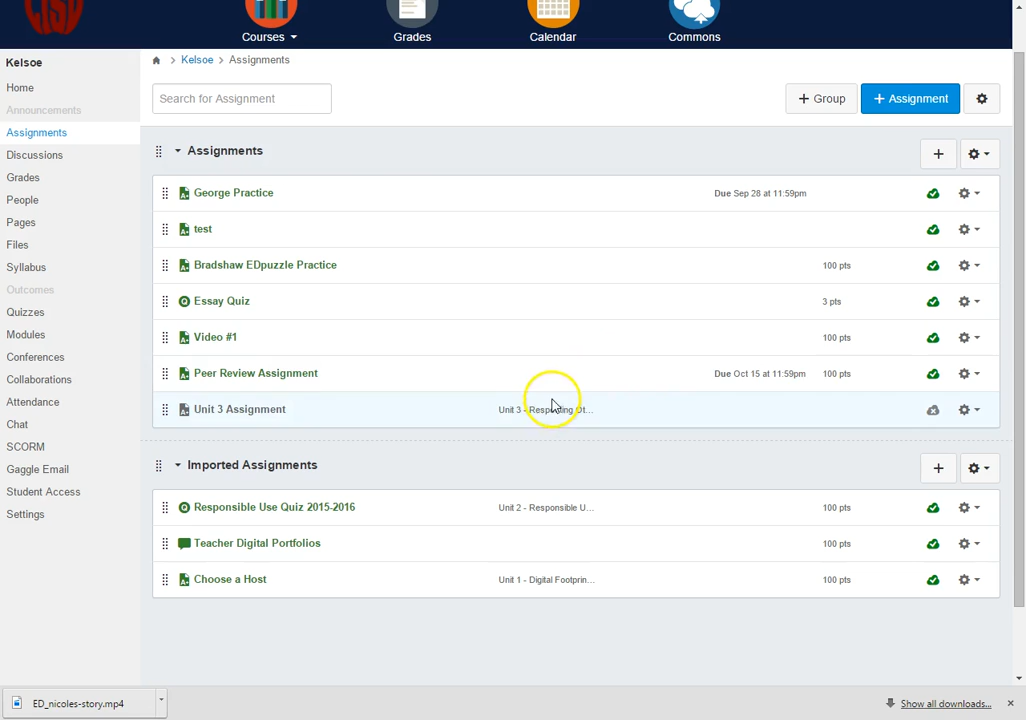 CISD
Courses
Grades
Calendar
Commons
Kelsoe
Kelsoe > Assignments
Home
Announcements
Assignments
Discussions
Grades
People
Pages
Files
Syllabus
Outcomes
Quizzes
Modules
Conferences
Collaborations
Attendance
Chat
SCORM
Gaggle Email
Student Access
Settings
Search for Assignment
+ Group
+ Assignment
Assignments
George Practice Due Sep 28 at 11:59pm
test
Bradshaw EDpuzzle Practice 100 pts
Essay Quiz 3 pts
Video #1 100 pts
Peer Review Assignment Due Oct 15 at 11:59pm 100 pts
Unit 3 Assignment Unit 3 - Ot...
Imported Assignments
Responsible Use Quiz 2015-2016 Unit 2 - Responsible U... 100 pts
Teacher Digital Portfolios 100 pts
Choose a Host Unit 1 - Digital Footprin... 100 pts
ED_nicoles-story.mp4
Show all downloads...